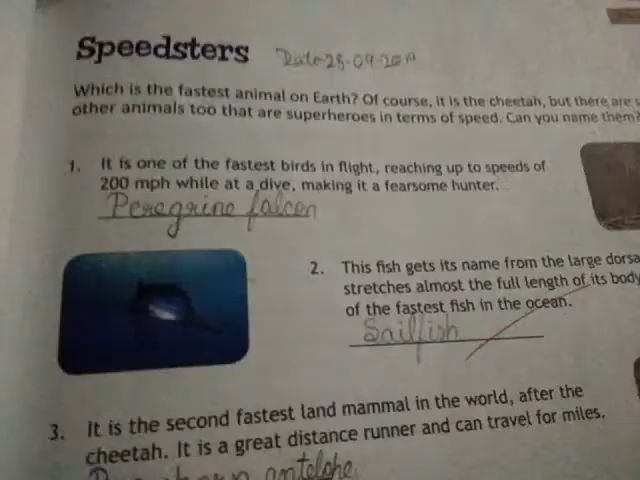 Speedsters
Date-25-09-2019
Which is the fastest animal on Earth? Of course, it is the cheetah, but there are
other animals too that are superheroes in terms of speed. Can you name them?
1. It is one of the fastest birds in flight, reaching up to speeds of
200 mph while at a dive, making it a fearsome hunter.
Peregrine falcon
2. This fish gets its name from the large dorsa
stretches almost the full length of its body
of the fastest fish in the ocean.
Sailfish
3. It is the second fastest land mammal in the world, after the
cheetah. It is a great distance runner and can travel for miles.
antelope